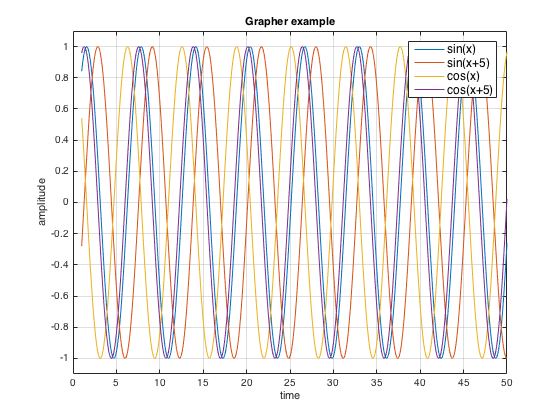 Grapher example
sin(x)
sin(x+5)
cos(x)
cos(x+5)
1
0.8
0.6
0.4
0.2
0
-0.2
-0.4
-0.6
-0.8
-1
amplitude
0 5 10 15 20 25 30 35 40 45 50
time